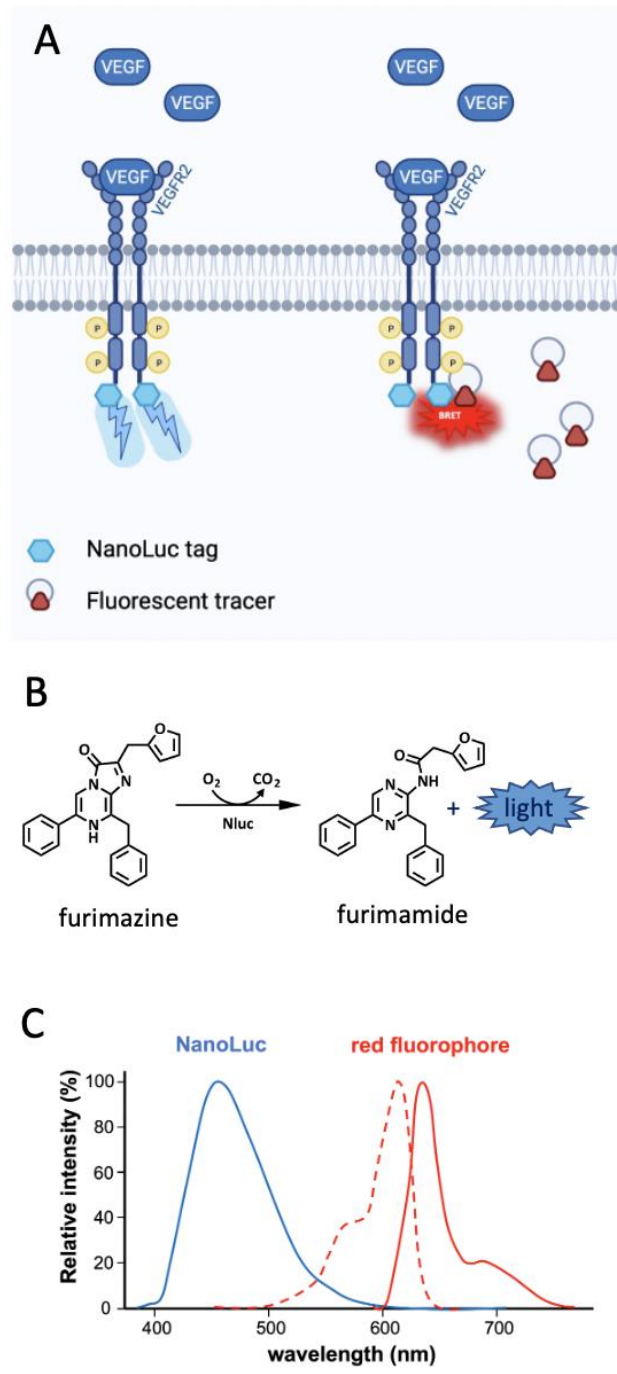 A
VEGF VEGF
VEGF VEGF
VEGF VEGFR2 VEGF VEGFR2
P P P P
P P P P
BRET
NanoLuc tag
Fluorescent tracer
B
O O
N N
N
H
O₂ CO₂
Nluc
O O
N NH
N
+ light
furimazine furimamide
C
NanoLuc red fluorophore
Relative intensity (%)
100
80
60
40
20
0
400 500 600 700
wavelength (nm)